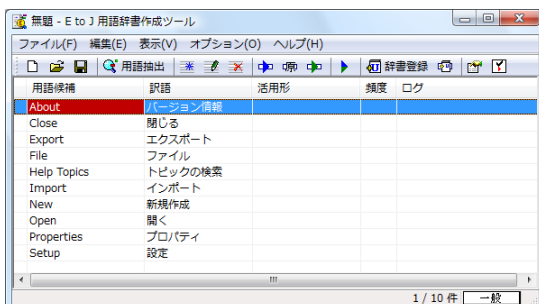 無題 - E to J 用語辞書作成ツール
ファイル(F) 編集(E) 表示(V) オプション(O) ヘルプ(H)
用語抽出 辞書登録
用語候補 訳語 活用形 頻度 ログ
About バージョン情報
Close 閉じる
Export エクスポート
File ファイル
Help Topics トピックの検索
Import インポート
New 新規作成
Open 開く
Properties プロパティ
Setup 設定
1 / 10 件 一般